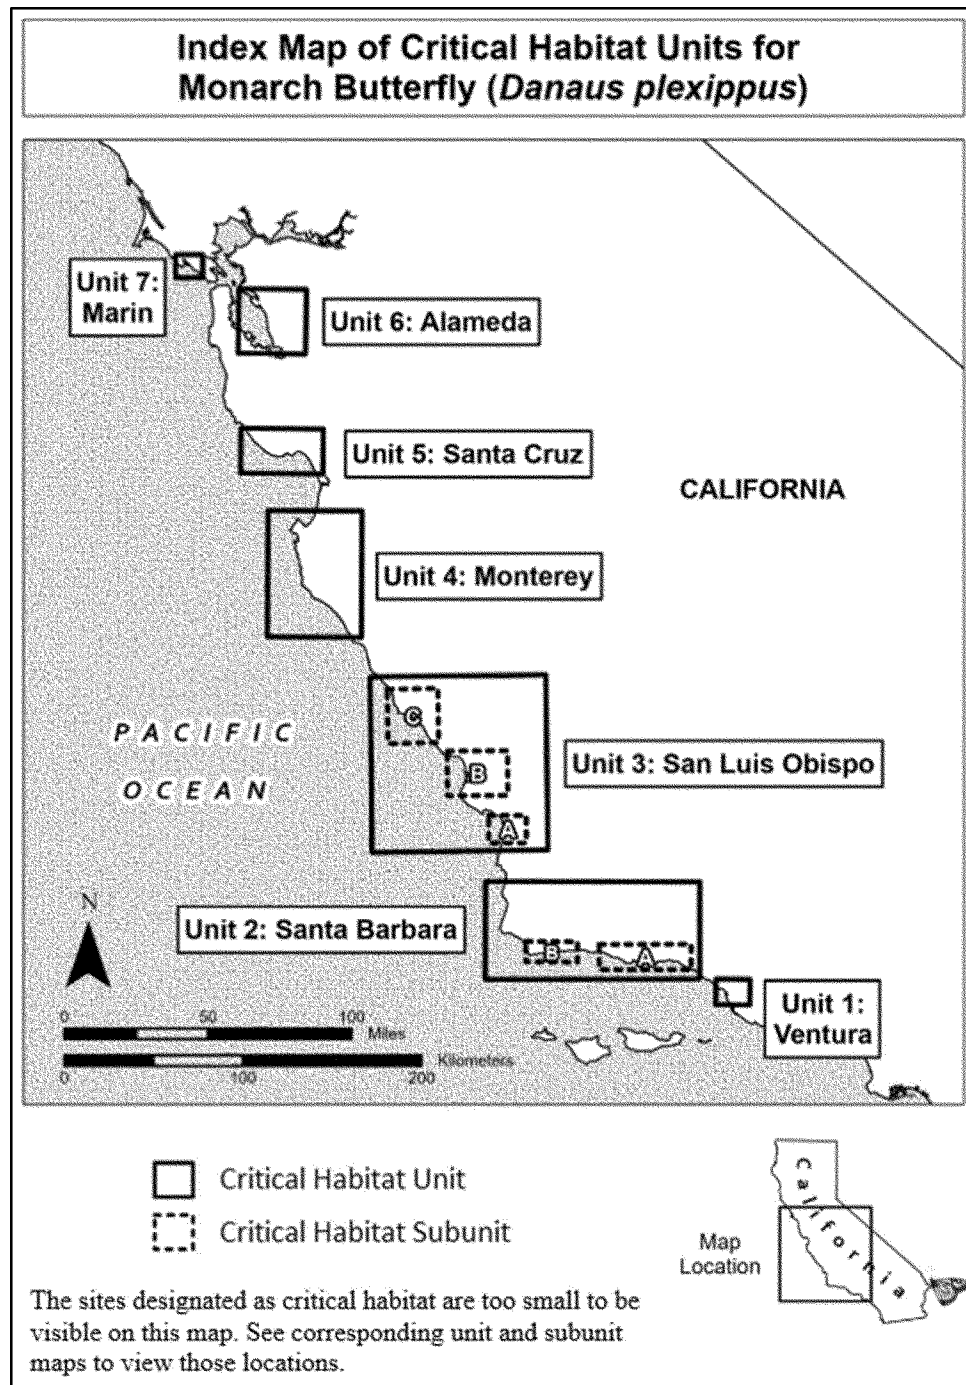 Index Map of Critical Habitat Units for
Monarch Butterfly (Danaus plexippus)
Unit 7:
Marin
Unit 6: Alameda
Unit 5: Santa Cruz
CALIFORNIA
Unit 4: Monterey
C
PACIFIC
OCEAN
B
Unit 3: San Luis Obispo
A
N
Unit 2: Santa Barbara
B
A
Unit 1:
Ventura
0 50 100
Miles
Kilometers
0 100 200
Critical Habitat Unit
Critical Habitat Subunit
Map
Location
California
The sites designated as critical habitat are too small to be
visible on this map. See corresponding unit and subunit
maps to view those locations.